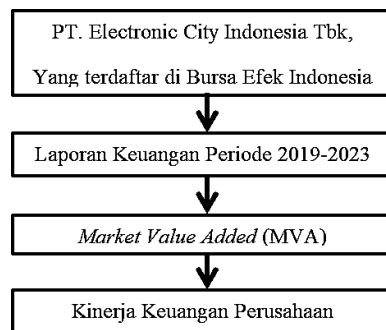 PT. Electronic City Indonesia Tbk,
Yang terdaftar di Bursa Efek Indonesia
Laporan Keuangan Periode 2019-2023
Market Value Added (MVA)
Kinerja Keuangan Perusahaan